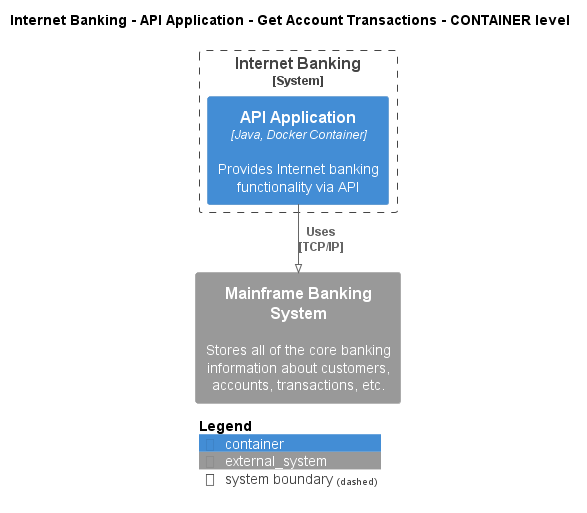 Internet Banking - API Application - Get Account Transactions - CONTAINER level
Internet Banking
[System]
API Application
[Java, Docker Container]
Provides Internet banking
functionality via API
Uses
[TCP/IP]
Mainframe Banking
System
Stores all of the core banking
information about customers,
accounts, transactions, etc.
Legend
container
external_system
system boundary (dashed)